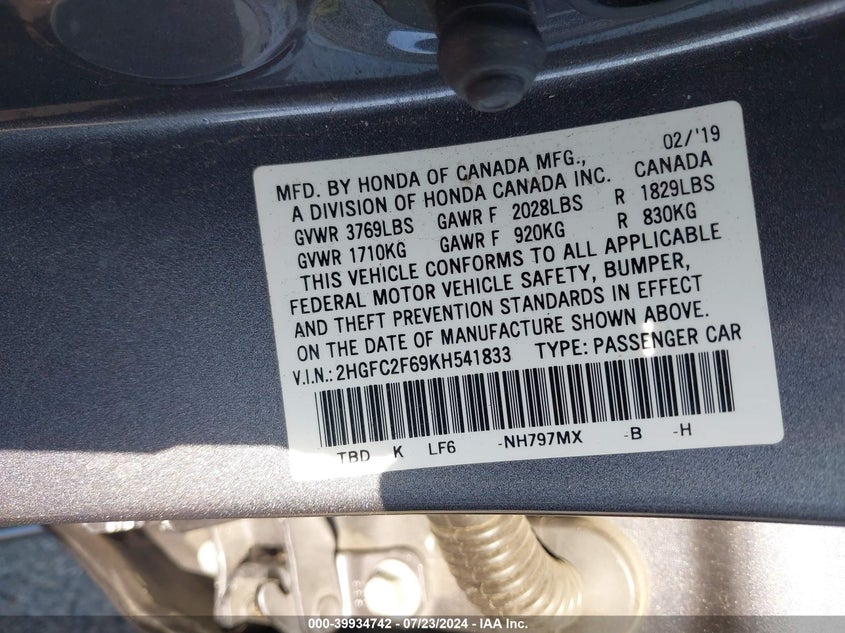 02/'19
MFD. BY HONDA OF CANADA MFG.,
A DIVISION OF HONDA CANADA INC. CANADA
GVWR 3769LBS GAWR F 2028LBS R 1829LBS
GVWR 1710KG GAWR F 920KG R 830KG
THIS VEHICLE CONFORMS TO ALL APPLICABLE
FEDERAL MOTOR VEHICLE SAFETY, BUMPER,
AND THEFT PREVENTION STANDARDS IN EFFECT
ON THE DATE OF MANUFACTURE SHOWN ABOVE.
V.I.N.: 2HGFC2F69KH541833 TYPE: PASSENGER CAR
TBD K LF6 -NH797MX -B -H
000-39934742 / 07/23/2024 - IAA Inc.